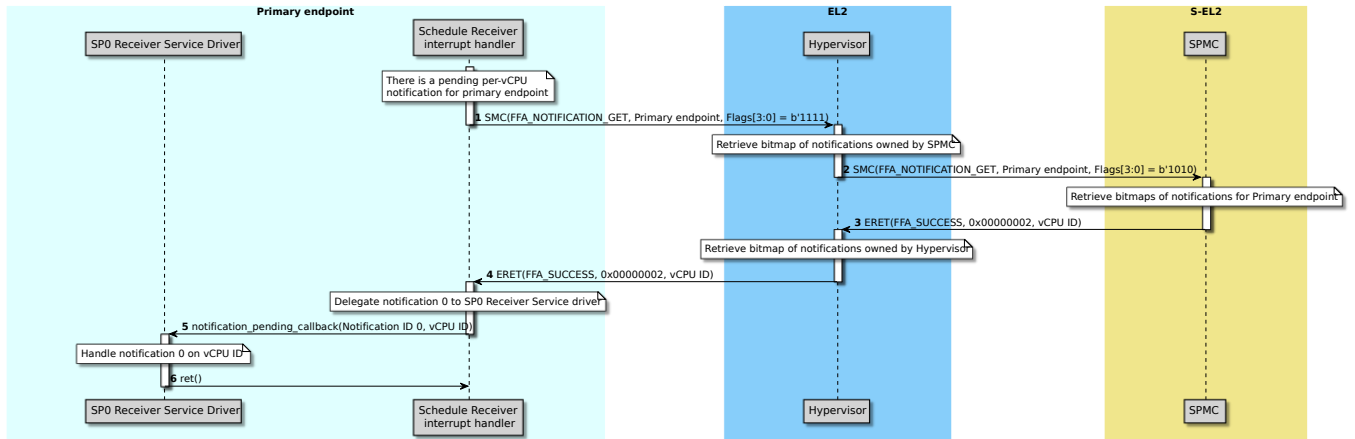 Primary endpoint
EL2
S-EL2
SP0 Receiver Service Driver
Schedule Receiver
interrupt handler
Hypervisor
SPMC
There is a pending per-vCPU
notification for primary endpoint
1 SMC(FFA_NOTIFICATION_GET, Primary endpoint, Flags[3:0] = b'1111)
Retrieve bitmap of notifications owned by SPMC
2 SMC(FFA_NOTIFICATION_GET, Primary endpoint, Flags[3:0] = b'1010)
Retrieve bitmaps of notifications for Primary endpoint
3 ERET(FFA_SUCCESS, 0x00000002, vCPU ID)
Retrieve bitmap of notifications owned by Hypervisor
4 ERET(FFA_SUCCESS, 0x00000002, vCPU ID)
Delegate notification 0 to SP0 Receiver Service driver
5 notification_pending_callback(Notification ID 0, vCPU ID)
Handle notification 0 on vCPU ID
6 ret()
SP0 Receiver Service Driver
Schedule Receiver
interrupt handler
Hypervisor
SPMC